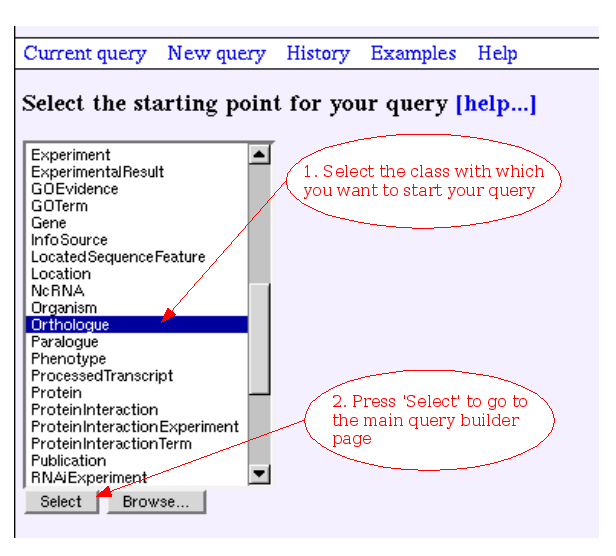 Current query New query History Examples Help
Select the starting point for your query [help...]
Experiment
ExperimentalResult
GOEvidence
GOTerm
Gene
InfoSource
LocatedSequenceFeature
Location
NcRNA
Organism
Orthologue
Paralogue
Phenotype
ProcessedTranscript
Protein
ProteinInteraction
ProteinInteractionExperiment
ProteinInteractionTerm
Publication
RNAiExperiment
Select Browse...
1. Select the class with which
you want to start your query
2. Press 'Select' to go to
the main query builder
page